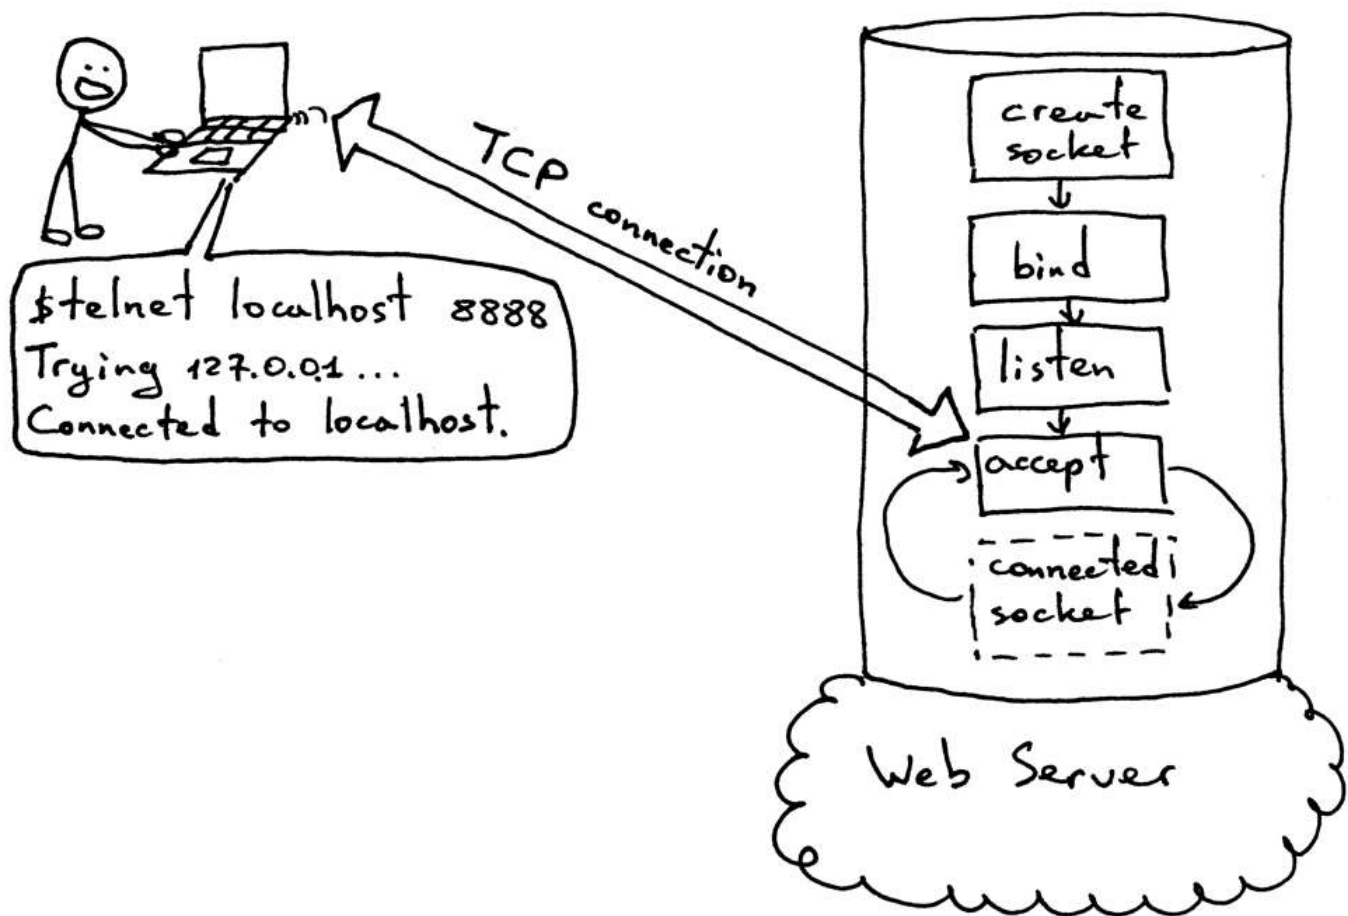 $telnet localhost 8888
Trying 127.0.0.1...
Connected to localhost.
TCP connection
create
socket
bind
listen
accept
connected
socket
Web Server